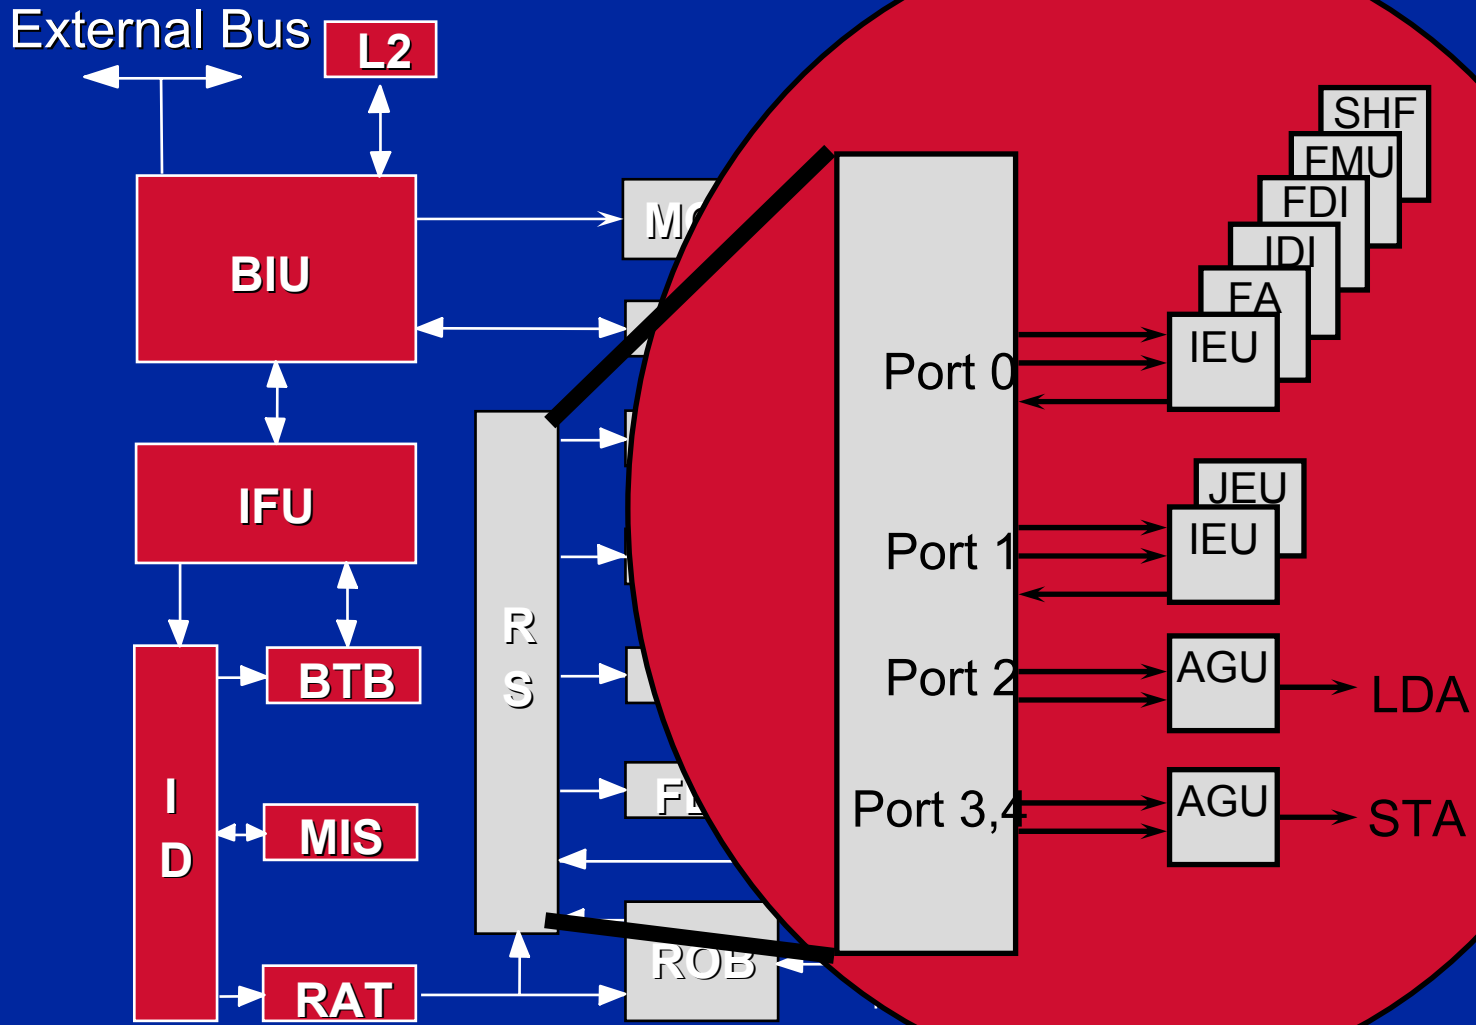 External Bus
L2
BIU
IFU
BTB
I
D
MIS
RAT
R
S
ROB
Port 0
Port 1
Port 2
Port 3,4
SHF
FMU
FDI
IDI
FA
IEU
JEU
IEU
AGU
LDA
AGU
STA